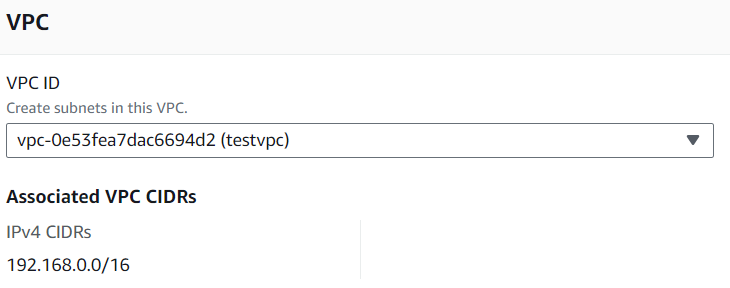 VPC
VPC ID
Create subnets in this VPC.
vpc-0e53fea7dac6694d2 (testvpc)
Associated VPC CIDRs
IPv4 CIDRs
192.168.0.0/16